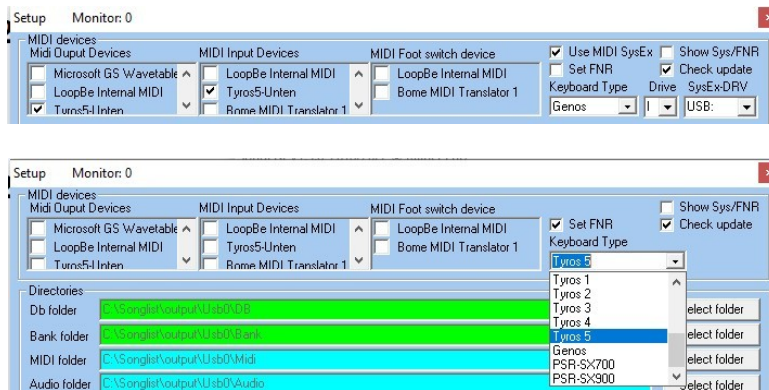 Setup Monitor: 0
MIDI devices
Midi Ouput Devices MIDI Input Devices MIDI Foot switch device
Use MIDI SysEx Show Sys/FNR
Microsoft GS Wavetable LoopBe Internal MIDI LoopBe Internal MIDI Set FNR Check update
LoopBe Internal MIDI Tyros5-Unten Bome MIDI Translator 1 Keyboard Type Drive SysEx-DRV
Tyros5-Unten Bome MIDI Translator 1 Genos I USB:
Setup Monitor: 0
MIDI devices
Midi Ouput Devices MIDI Input Devices MIDI Foot switch device Show Sys/FNR
Microsoft GS Wavetable LoopBe Internal MIDI LoopBe Internal MIDI Set FNR Check update
LoopBe Internal MIDI Tyros5-Unten Bome MIDI Translator 1 Keyboard Type
Tyros5-Unten Bome MIDI Translator 1 Tyros 5
Directories
Db folder C:\Songlist\output\Usb0\DB elect folder
Bank folder C:\Songlist\output\Usb0\Bank elect folder
MIDI folder C:\Songlist\output\Usb0\Midi elect folder
Audio folder C:\Songlist\output\Usb0\Audio select folder
Tyros 1
Tyros 2
Tyros 3
Tyros 4
Tyros 5
Genos
PSR-SX700
PSR-SX900